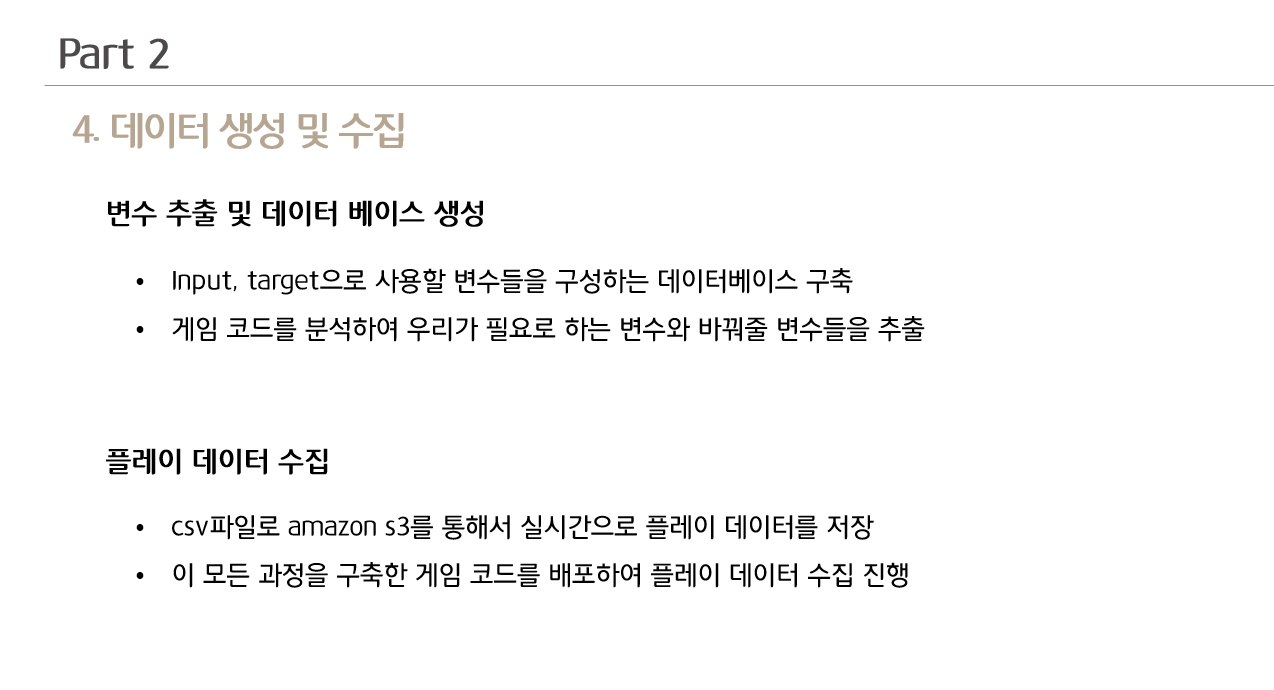 Part 2
4. 데이터 생성 및 수집
변수 추출 및 데이터 베이스 생성
• Input, target으로 사용할 변수들을 구성하는 데이터베이스 구축
• 게임 코드를 분석하여 우리가 필요로 하는 변수와 바꿔줄 변수들을 추출
플레이 데이터 수집
• csv파일로 amazon s3를 통해서 실시간으로 플레이 데이터를 저장
• 이 모든 과정을 구축한 게임 코드를 배포하여 플레이 데이터 수집 진행